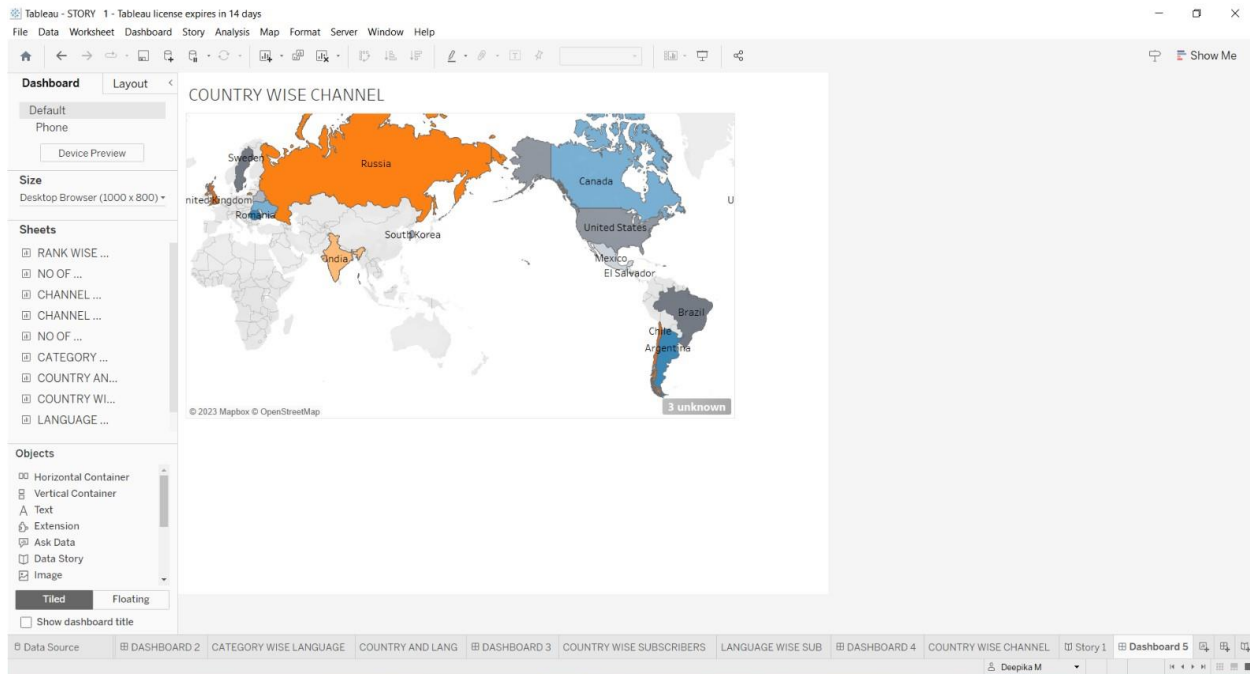 Tableau - STORY 1 - Tableau license expires in 14 days
File Data Worksheet Dashboard Story Analysis Map Format Server Window Help
Show Me
Dashboard Layout
Default
Phone
Device Preview
Size
Desktop Browser (1000 x 800)
Sheets
RANK WISE ...
NO OF ...
CHANNEL ...
CHANNEL ...
NO OF ...
CATEGORY ...
COUNTRY AN...
COUNTRY WI...
LANGUAGE ...
Objects
Horizontal Container
Vertical Container
Text
Extension
Ask Data
Data Story
Image
Tiled Floating
Show dashboard title
COUNTRY WISE CHANNEL
Sweden
Russia
Canada
nited Kingdom
U
Romania
United States
South Korea
India
Mexico
El Salvador
Brazil
Chile
Argentina
© 2023 Mapbox © OpenStreetMap
3 unknown
Data Source DASHBOARD 2 CATEGORY WISE LANGUAGE COUNTRY AND LANG DASHBOARD 3 COUNTRY WISE SUBSCRIBERS LANGUAGE WISE SUB DASHBOARD 4 COUNTRY WISE CHANNEL Story 1 Dashboard 5
Deepika M